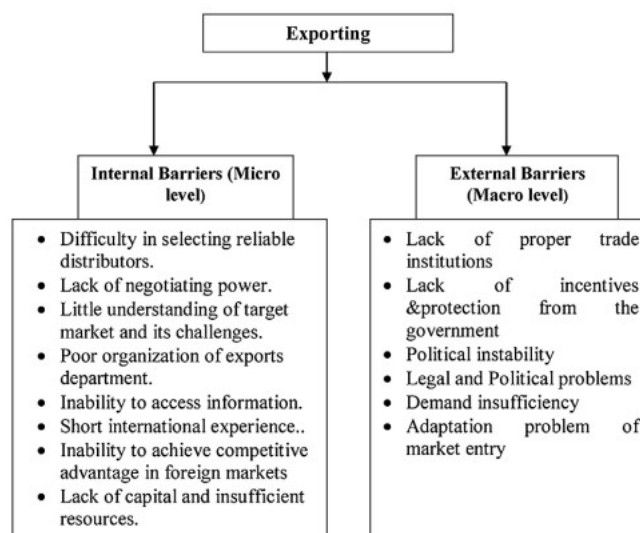 Exporting
Internal Barriers (Micro
level)
• Difficulty in selecting reliable
distributors.
• Lack of negotiating power.
• Little understanding of target
market and its challenges.
• Poor organization of exports
department.
• Inability to access information.
• Short international experience..
• Inability to achieve competitive
advantage in foreign markets
• Lack of capital and insufficient
resources.
External Barriers
(Macro level)
• Lack of proper trade
institutions
• Lack of incentives
&protection from the
government
• Political instability
• Legal and Political problems
• Demand insufficiency
• Adaptation problem of
market entry